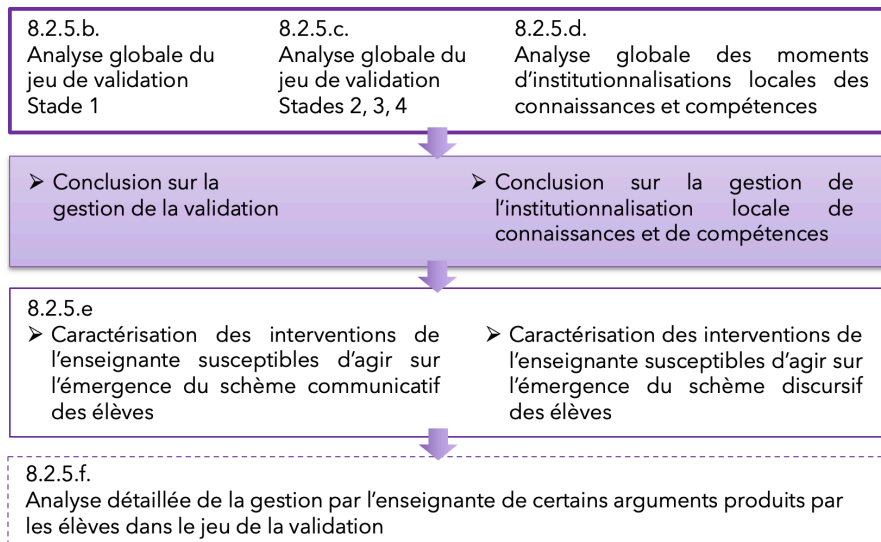 8.2.5.b.
Analyse globale du
jeu de validation
Stade 1
8.2.5.c.
Analyse globale du
jeu de validation
Stades 2, 3, 4
8.2.5.d.
Analyse globale des moments
d’institutionnalisations locales des
connaissances et compétences
➢ Conclusion sur la
gestion de la validation
➢ Conclusion sur la gestion de
l’institutionnalisation locale de
connaissances et de compétences
8.2.5.e
➢ Caractérisation des interventions de
l’enseignante susceptibles d’agir sur
l’émergence du schème communicatif
des élèves
➢ Caractérisation des interventions de
l’enseignante susceptibles d’agir sur
l’émergence du schème discursif
des élèves
8.2.5.f.
Analyse détaillée de la gestion par l’enseignante de certains arguments produits par
les élèves dans le jeu de la validation